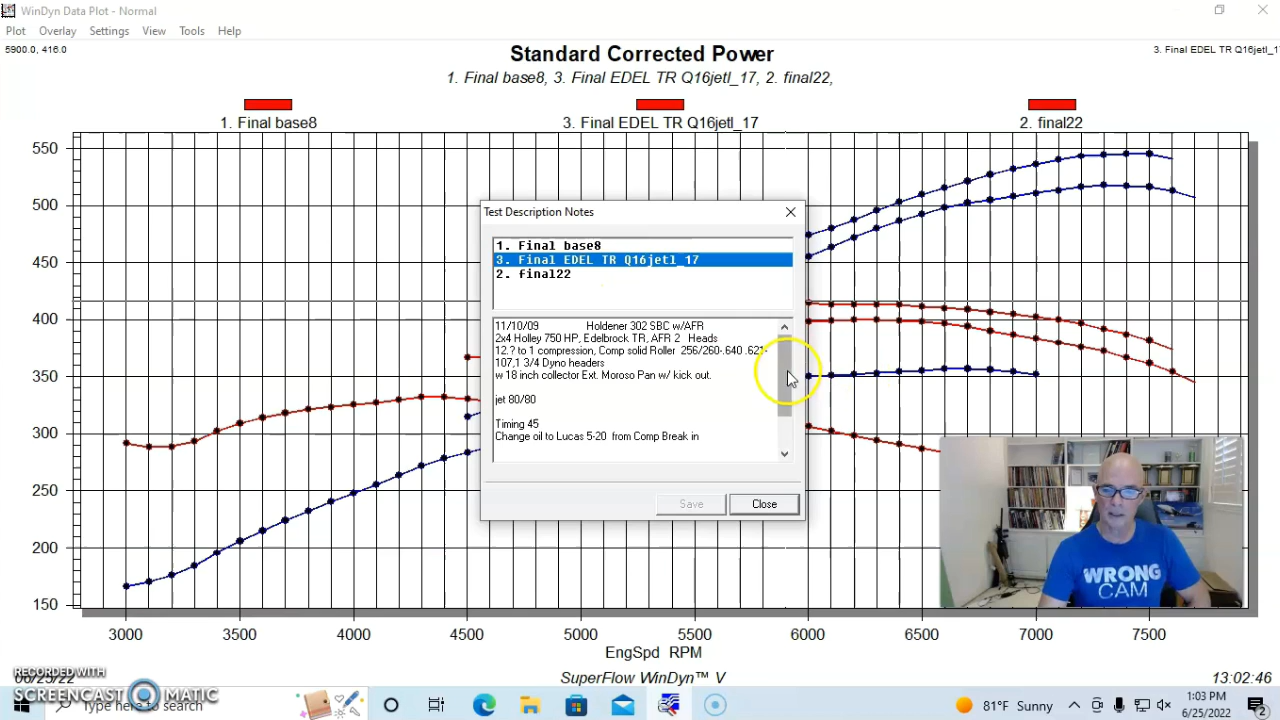 WinDyn Data Plot - Normal
Plot Overlay Settings View Tools Help
5900.0, 416.0
Standard Corrected Power
3. Final EDEL TR Q16jetl_1
1. Final base8, 3. Final EDEL TR Q16jetl_17, 2. final22,
1. Final base8
3. Final EDEL TR Q16jetl_17
2. final22
550
500
450
400
350
300
250
200
150
Test Description Notes
1. Final base8
3. Final EDEL TR Q16jetl_17
2. final22
11/10/09 Holdener 302 SBC w/AFR
2x4 Holley 750 HP, Edelbrock TR, AFR 2 Heads
12.? to 1 compression, Comp solid Roller 256/260-.640 .621-
107,1 3/4 Dyno headers
w 18 inch collector Ext. Moroso Pan w/ kick out.
jet 80/80
Timing 45
Change oil to Lucas 5-20 from Comp Break in
Save Close
WRONG
CAM
3000 3500 4000 4500 5000 5500 6000 6500 7000 7500
EngSpd RPM
06/25/22
SuperFlow WinDyn™ V
13:02:46
RECORDED WITH
SCREENCAST MATIC
Type here to search
81°F Sunny
1:03 PM
6/25/2022
2